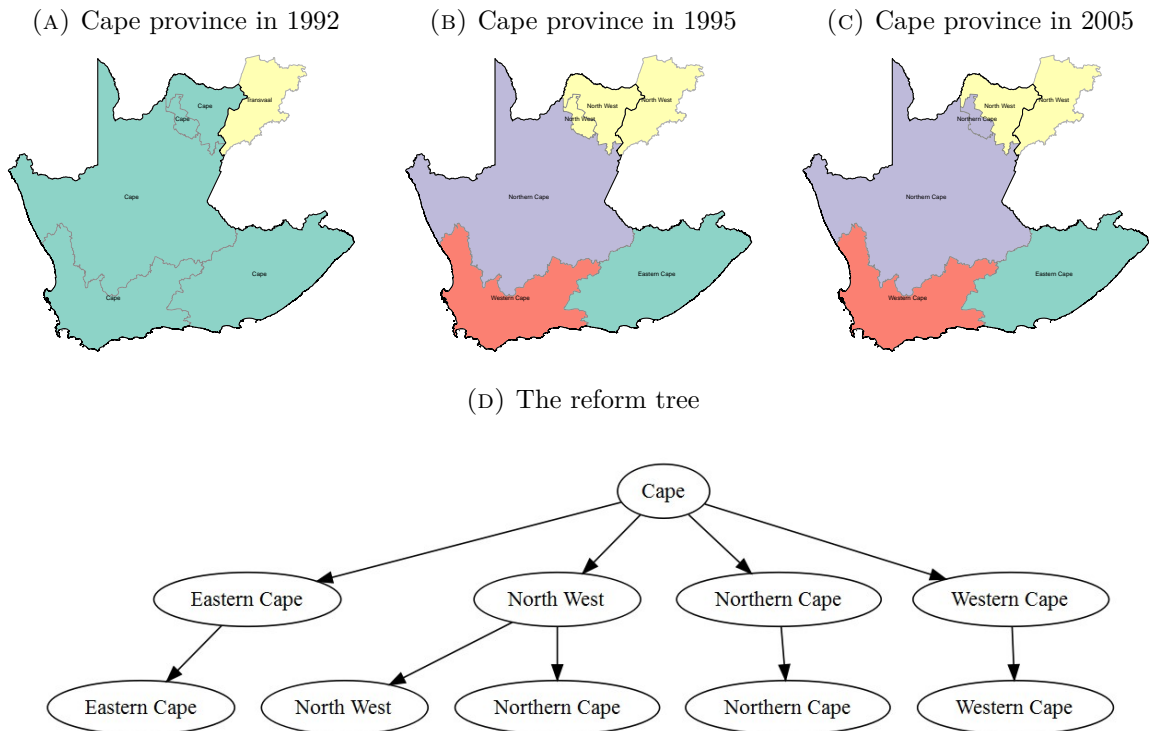 (A) Cape province in 1992
(B) Cape province in 1995
(C) Cape province in 2005
Cape
Transvaal
Cape
Cape
Cape
Cape
North West
North West
North West
Northern Cape
Eastern Cape
Western Cape
North West
North West
Northern Cape
Northern Cape
Eastern Cape
Western Cape
(D) The reform tree
Cape
Eastern Cape
North West
Northern Cape
Western Cape
Eastern Cape
North West
Northern Cape
Northern Cape
Western Cape